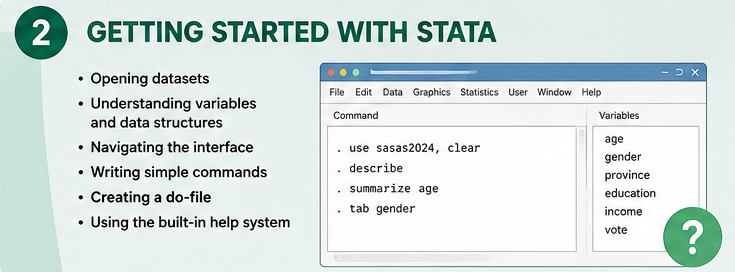 2 GETTING STARTED WITH STATA
• Opening datasets
• Understanding variables
and data structures
• Navigating the interface
• Writing simple commands
• Creating a do-file
• Using the built-in help system
File Edit Data Graphics Statistics User Window Help
Command
. use sasas2024, clear
. describe
. summarize age
. tab gender
Variables
age
gender
province
education
income
vote
?